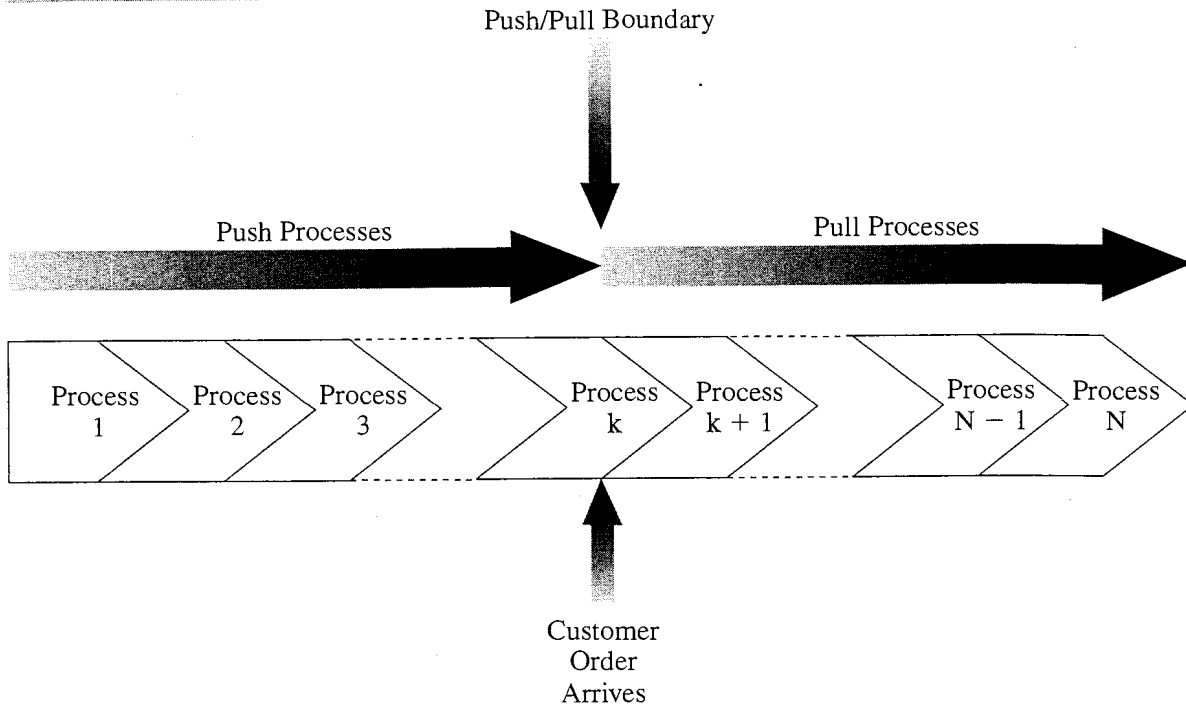 Push/Pull Boundary
Push Processes
Pull Processes
Process
1
Process
2
Process
3
Process
k
Process
k + 1
Process
N − 1
Process
N
Customer
Order
Arrives